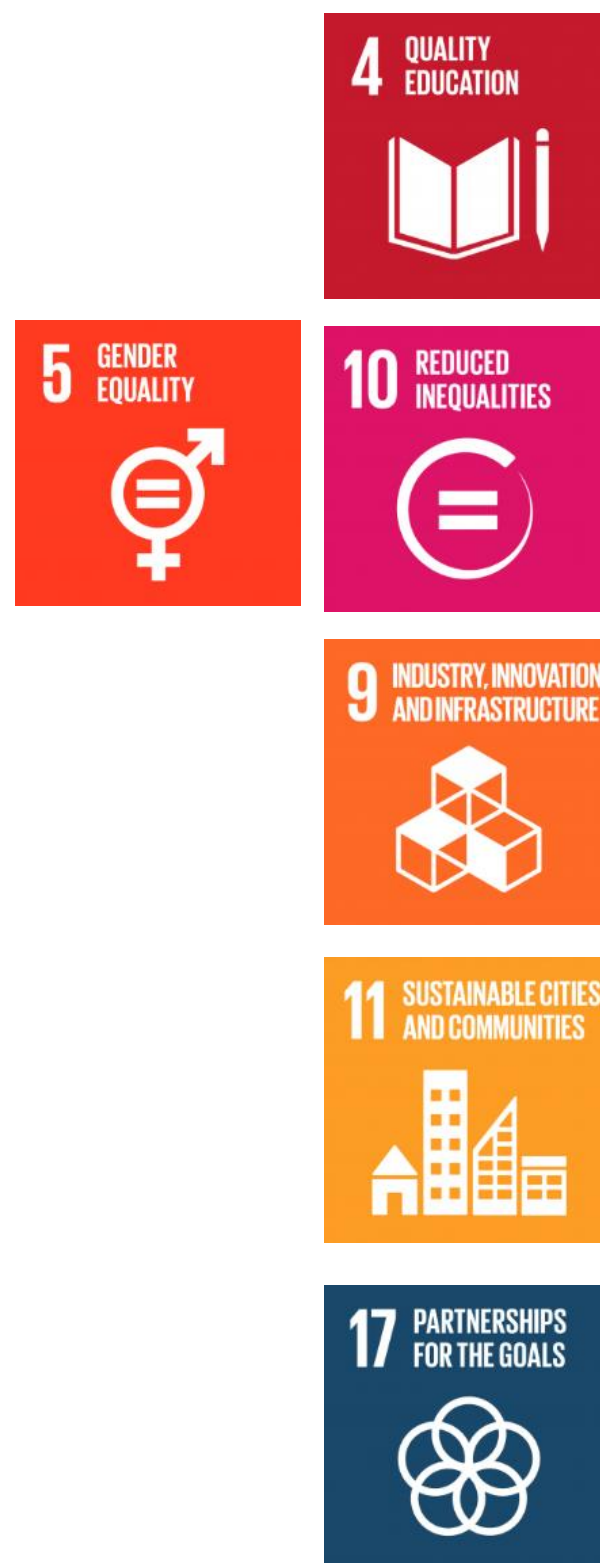 4 QUALITY
EDUCATION
5 GENDER
EQUALITY
10 REDUCED
INEQUALITIES
9 INDUSTRY, INNOVATION
AND INFRASTRUCTURE
11 SUSTAINABLE CITIES
AND COMMUNITIES
17 PARTNERSHIPS
FOR THE GOALS